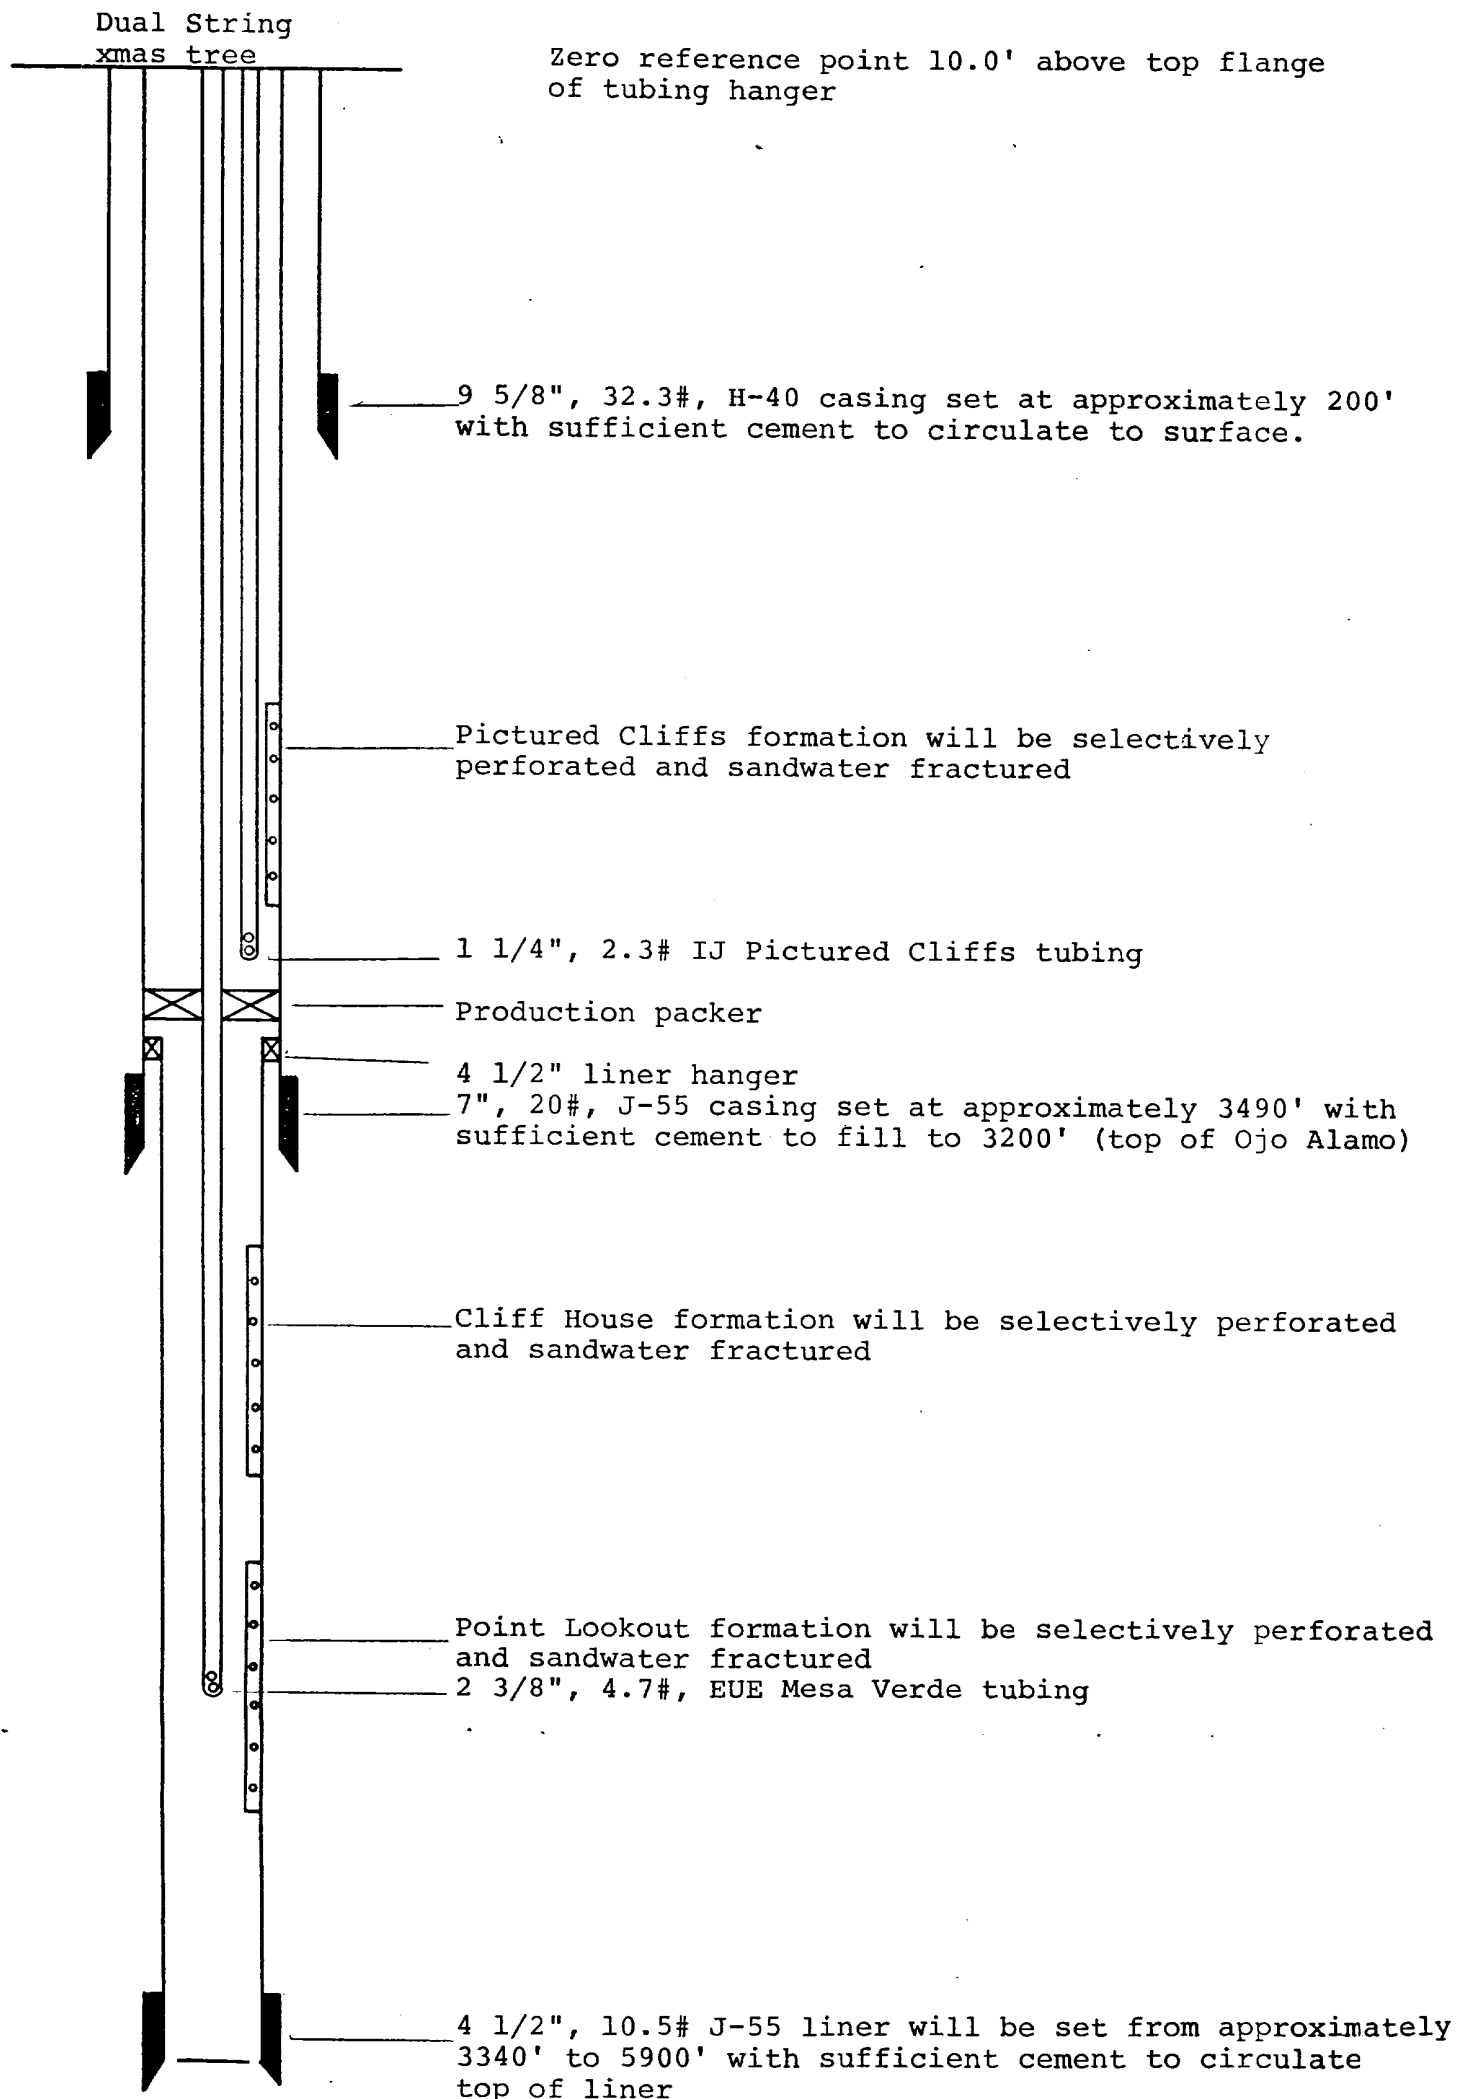 Dual String
xmas tree
Zero reference point 10.0' above top flange
of tubing hanger
9 5/8", 32.3#, H-40 casing set at approximately 200'
with sufficient cement to circulate to surface.
Pictured Cliffs formation will be selectively
perforated and sandwater fractured
1 1/4", 2.3# IJ Pictured Cliffs tubing
Production packer
4 1/2" liner hanger
7", 20#, J-55 casing set at approximately 3490' with
sufficient cement to fill to 3200' (top of Ojo Alamo)
Cliff House formation will be selectively perforated
and sandwater fractured
Point Lookout formation will be selectively perforated
and sandwater fractured
2 3/8", 4.7#, EUE Mesa Verde tubing
4 1/2", 10.5# J-55 liner will be set from approximately
3340' to 5900' with sufficient cement to circulate
top of liner